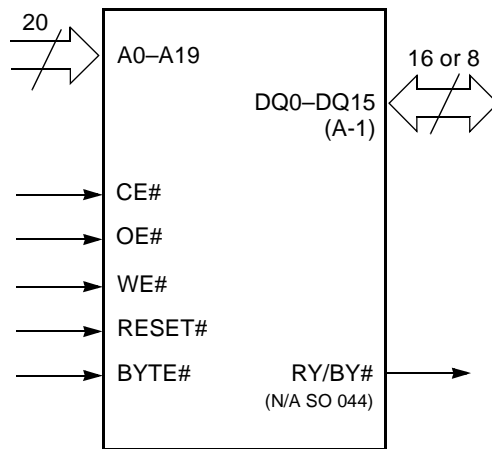 20
A0–A19
16 or 8
DQ0–DQ15
(A-1)
CE#
OE#
WE#
RESET#
BYTE#
RY/BY#
(N/A SO 044)